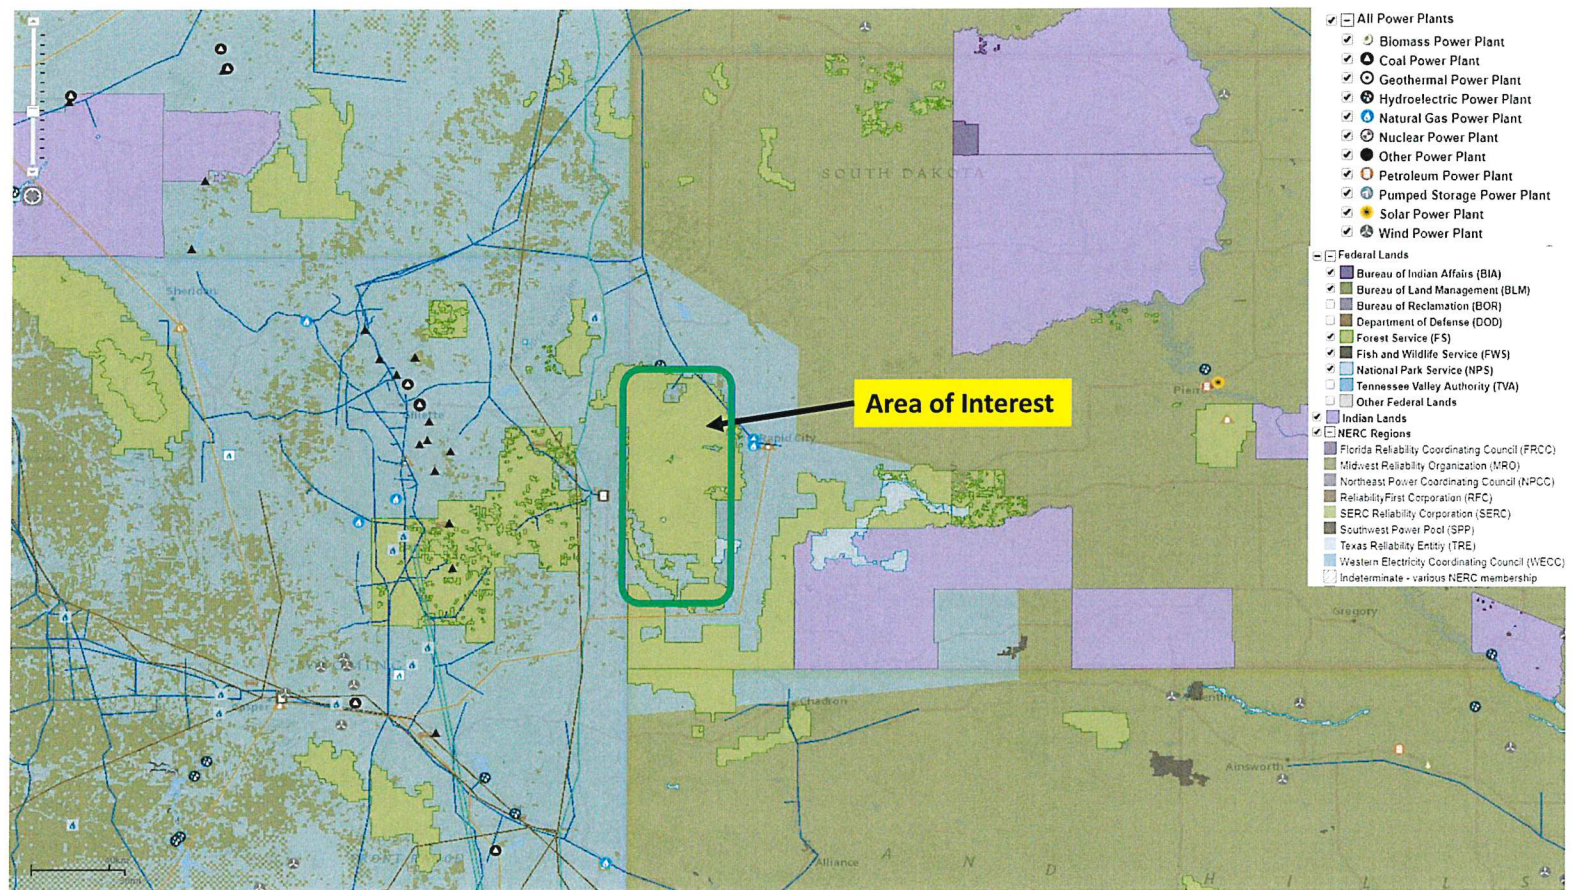 All Power Plants
Biomass Power Plant
Coal Power Plant
Geothermal Power Plant
Hydroelectric Power Plant
Natural Gas Power Plant
Nuclear Power Plant
Other Power Plant
Petroleum Power Plant
Pumped Storage Power Plant
Solar Power Plant
Wind Power Plant
Federal Lands
Bureau of Indian Affairs (BIA)
Bureau of Land Management (BLM)
Bureau of Reclamation (BOR)
Department of Defense (DOD)
Forest Service (FS)
Fish and Wildlife Service (FWS)
National Park Service (NPS)
Tennessee Valley Authority (TVA)
Other Federal Lands
Indian Lands
NERC Regions
Florida Reliability Coordinating Council (FRCC)
Midwest Reliability Organization (MRO)
Northeast Power Coordinating Council (NPCC)
ReliabilityFirst Corporation (RFC)
SERC Reliability Corporation (SERC)
Southwest Power Pool (SPP)
Texas Reliability Entitiy (TRE)
Western Electricity Coordinating Council (WECC)
Indeterminate - various NERC membership
SOUTH DAKOTA
Sheridan
Area of Interest
Rapid City
Gregory
Chadron
Ainsworth
Alliance
A N D H I L L S